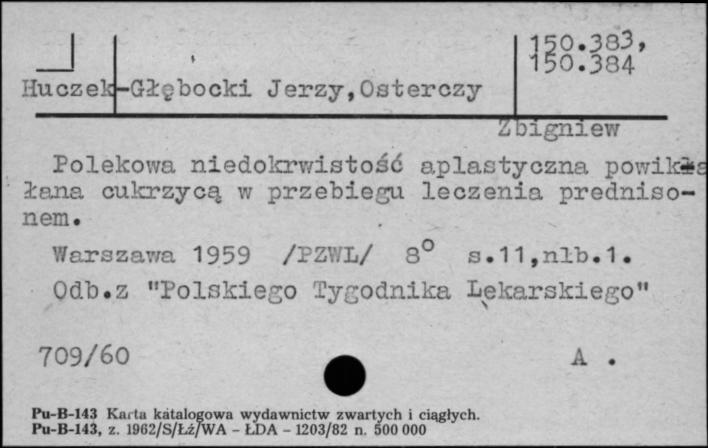 150.383,
150.384
Huczek-Głębocki Jerzy,Osterczy
Zbigniew
Polekowa niedokrwistość aplastyczna powikła
łana cukrzycą w przebiegu leczenia predniso-
nem.
Warszawa 1959 /PZWL/ 8° s.11,nlb.1.
Odb.z "Polskiego Tygodnika Lekarskiego"
709/60 A .
Pu-B-143 Karta katalogowa wydawnictw zwartych i ciągłych.
Pu-B-143, z. 1962/S/Łź/WA - ŁDA - 1203/82 n. 500 000